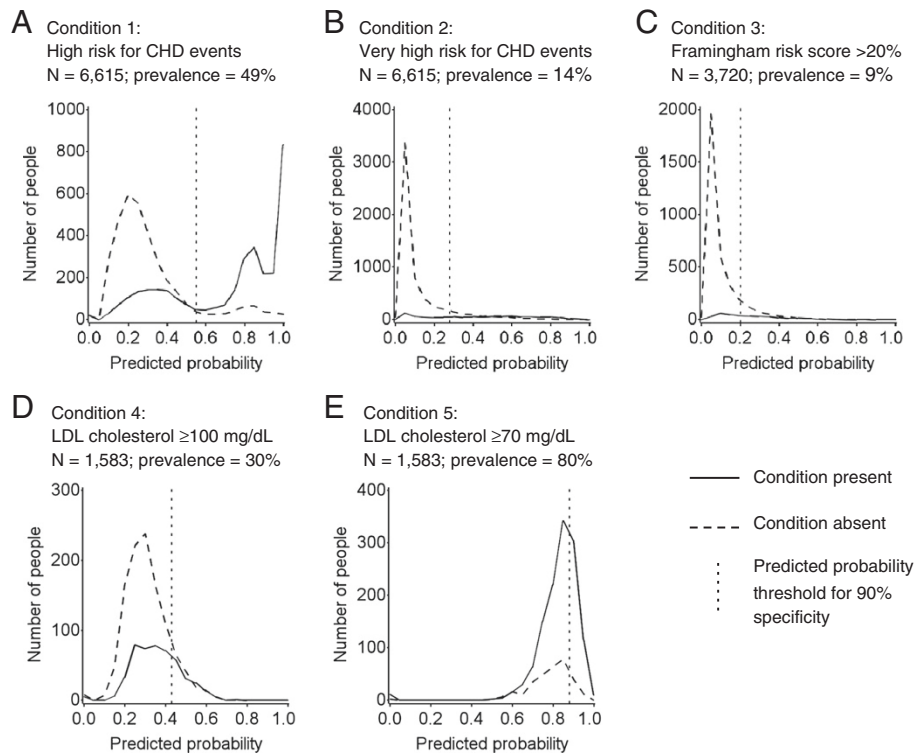 A
Condition 1:
High risk for CHD events
N = 6,615; prevalence = 49%
Number of people
1000
800
600
400
200
0
0.0 0.2 0.4 0.6 0.8 1.0
Predicted probability
B
Condition 2:
Very high risk for CHD events
N = 6,615; prevalence = 14%
Number of people
4000
3000
2000
1000
0
0.0 0.2 0.4 0.6 0.8 1.0
Predicted probability
C
Condition 3:
Framingham risk score >20%
N = 3,720; prevalence = 9%
Number of people
2000
1500
1000
500
0
0.0 0.2 0.4 0.6 0.8 1.0
Predicted probability
D
Condition 4:
LDL cholesterol ≥100 mg/dL
N = 1,583; prevalence = 30%
Number of people
300
200
100
0
0.0 0.2 0.4 0.6 0.8 1.0
Predicted probability
E
Condition 5:
LDL cholesterol ≥70 mg/dL
N = 1,583; prevalence = 80%
Number of people
400
300
200
100
0
0.0 0.2 0.4 0.6 0.8 1.0
Predicted probability
Condition present
Condition absent
Predicted probability
threshold for 90%
specificity